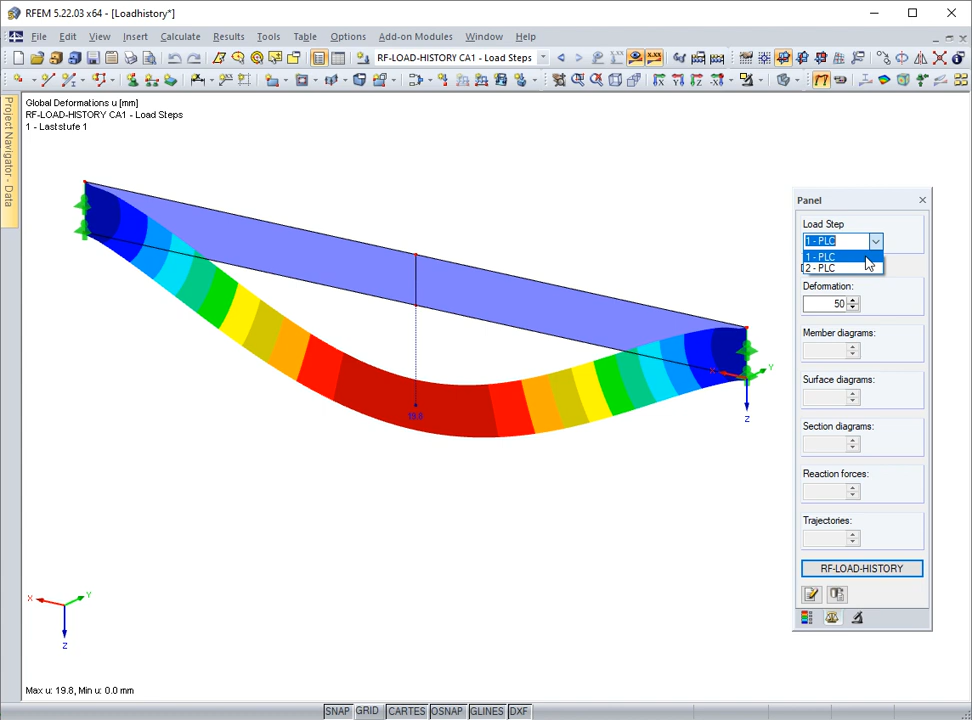 RFEM 5.22.03 x64 - [Loadhistory*]
File Edit View Insert Calculate Results Tools Table Options Add-on Modules Window Help
RF-LOAD-HISTORY CA1 - Load Steps
Project Navigator - Data
Global Deformations u [mm]
RF-LOAD-HISTORY CA1 - Load Steps
1 - Laststufe 1
19.8
X
Y
Z
X
Y
Z
Panel
Load Step
1 - PLC
1 - PLC
2 - PLC
Deformation:
50
Member diagrams:
Surface diagrams:
Section diagrams:
Reaction forces:
Trajectories:
RF-LOAD-HISTORY
Max u: 19.8, Min u: 0.0 mm
SNAP GRID CARTES OSNAP GLINES DXF